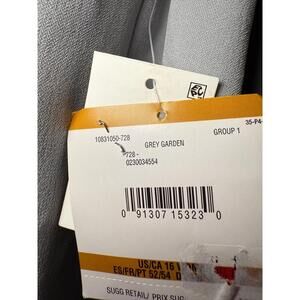 35-P4-
10831050-728
GREY GARDEN
GROUP 1
728 -
0230034554
0 91307 15323 0
US/CA 16
ES/FR/PT 52/54 D
SUGG RETAIL/ PRIX SUG